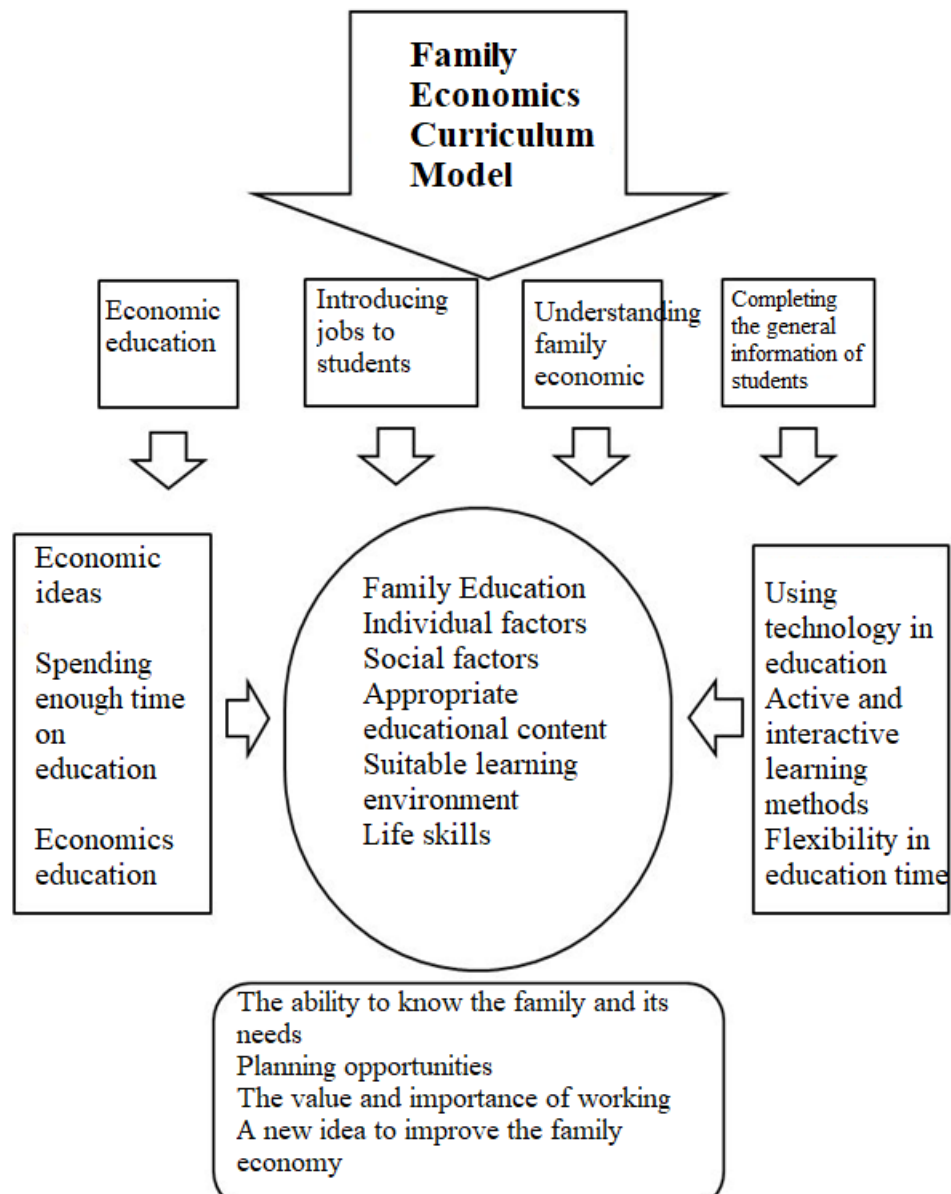 Family
Economics
Curriculum
Model
Economic
education
Introducing
jobs to
students
Understanding
family
economic
Completing
the general
information of
students
Economic
ideas
Spending
enough time
on
education
Economics
education
Family Education
Individual factors
Social factors
Appropriate
educational content
Suitable learning
environment
Life skills
Using
technology in
education
Active and
interactive
learning
methods
Flexibility in
education time
The ability to know the family and its
needs
Planning opportunities
The value and importance of working
A new idea to improve the family
economy